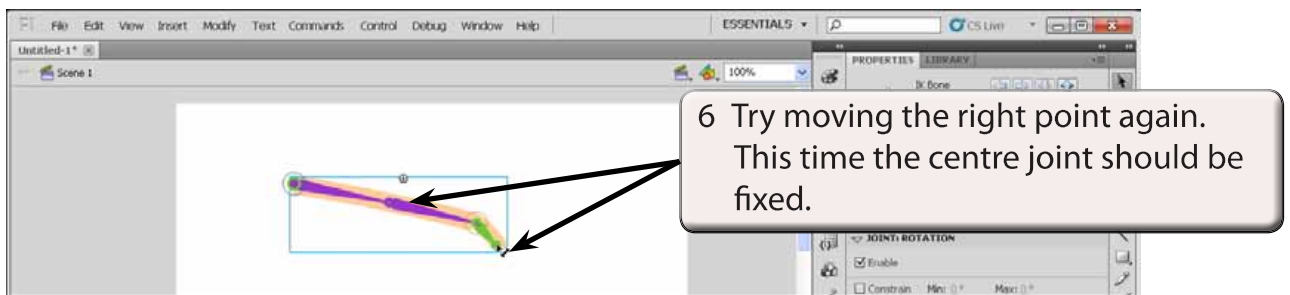 Fl File Edit View Insert Modify Text Commands Control Debug Window Help ESSENTIALS CS Live
Untitled-1*
Scene 1 100%
PROPERTIES LIBRARY
IK Bone
6 Try moving the right point again.
This time the centre joint should be
fixed.
JOINT: ROTATION
Enable
Constrain Min: 0° Max: 0°